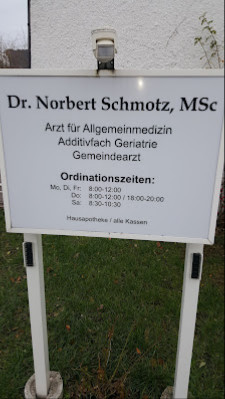 Dr. Norbert Schmotz, MSc
Arzt für Allgemeinmedizin
Additivfach Geriatrie
Gemeindearzt
Ordinationszeiten:
Mo, Di, Fr: 8:00-12:00
Do: 8:00-12:00 / 18:00-20:00
Sa: 8:30-10:30
Hausapotheke / alle Kassen